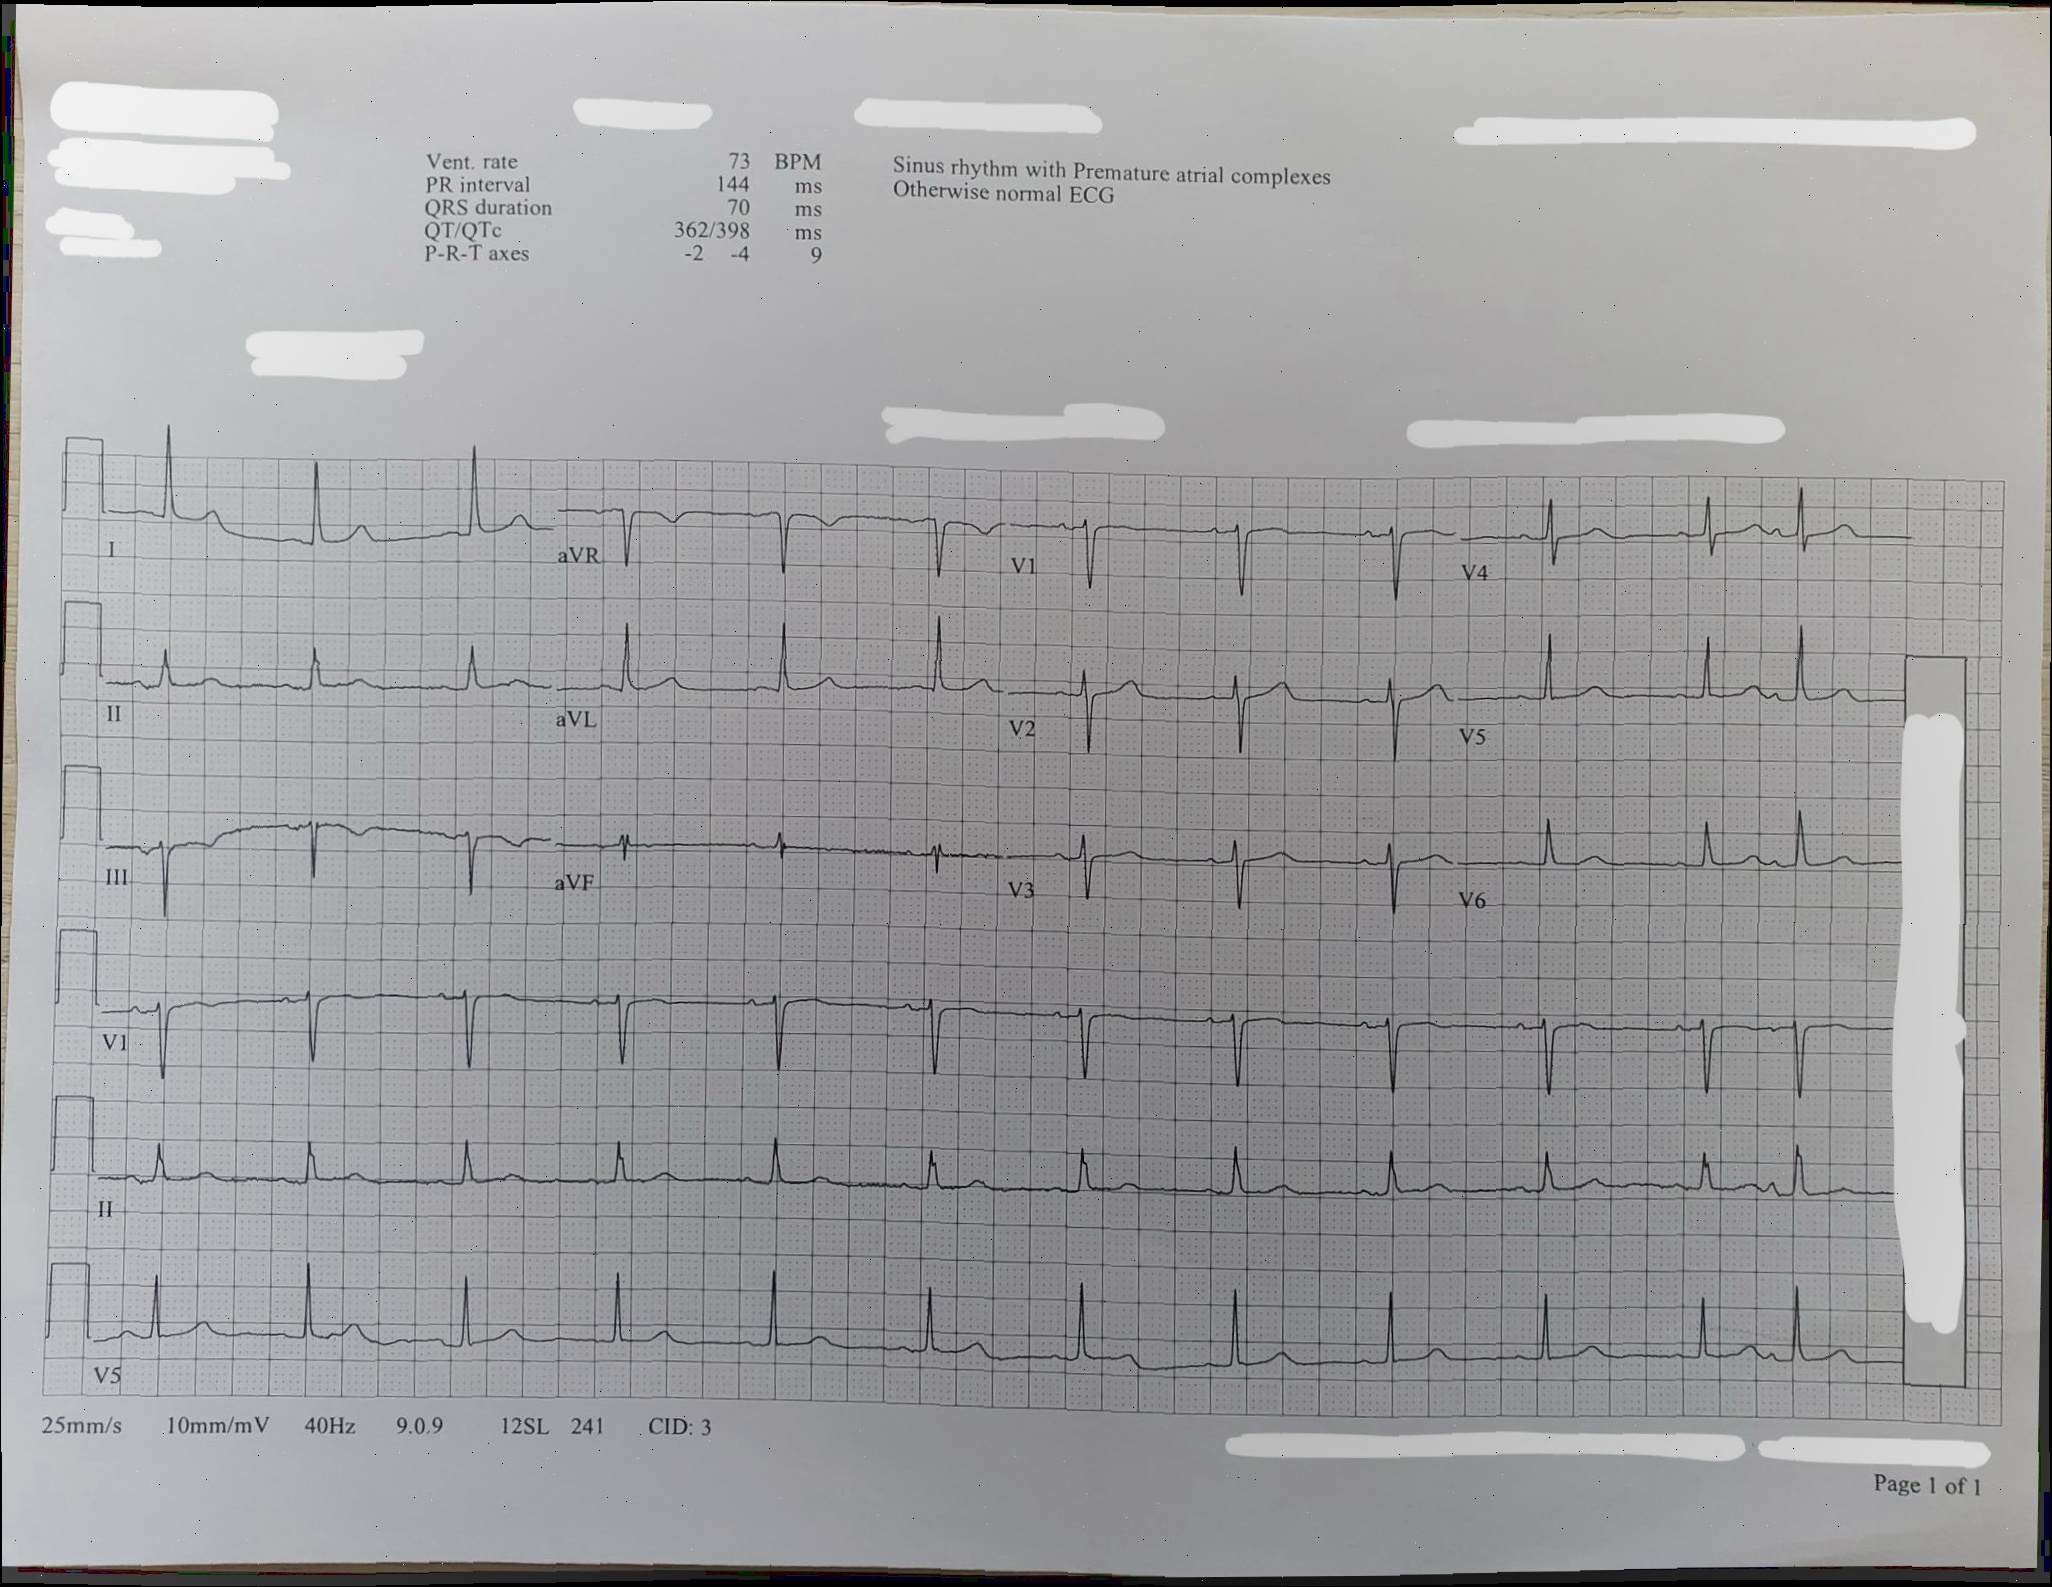 Vent. rate 73 BPM
PR interval 144 ms
QRS duration 70 ms
QT/QTc 362/398 ms
P-R-T axes -2 -4 9
Sinus rhythm with Premature atrial complexes
Otherwise normal ECG
I aVR V1 V4
II aVL V2 V5
III aVF V3 V6
V1
II
V5
25mm/s 10mm/mV 40Hz 9.0.9 12SL 241 CID: 3
Page 1 of 1